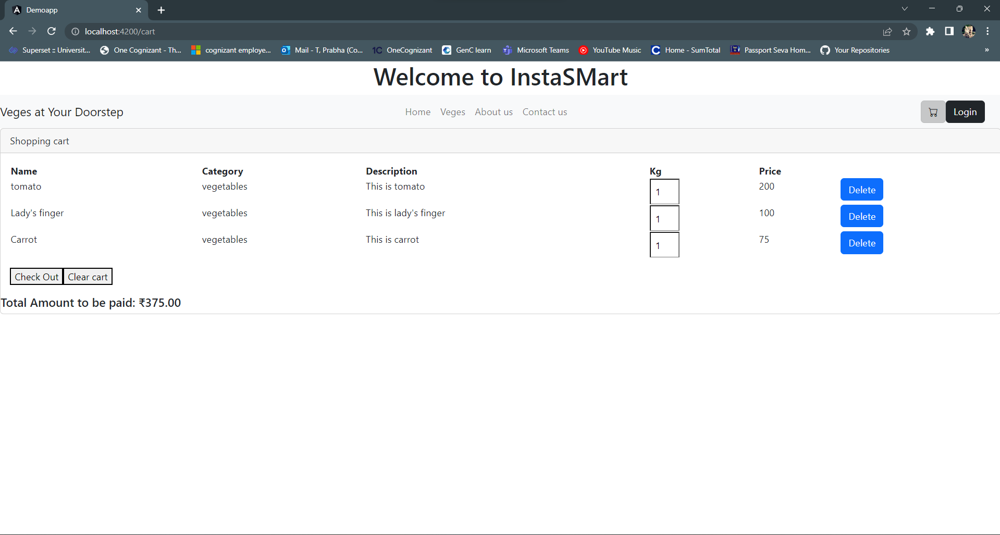 Demoapp
localhost:4200/cart
Superset :: Universit... One Cognizant - Th... cognizant employe... Mail - T, Prabha (Co... 1C OneCognizant GenC learn Microsoft Teams YouTube Music Home - SumTotal Passport Seva Hom... Your Repositories »
Welcome to InstaSMart
Veges at Your Doorstep Home Veges About us Contact us Login
Shopping cart
Name Category Description Kg Price
tomato vegetables This is tomato 1 200 Delete
Lady's finger vegetables This is lady's finger 1 100 Delete
Carrot vegetables This is carrot 1 75 Delete
Check Out Clear cart
Total Amount to be paid: ₹375.00